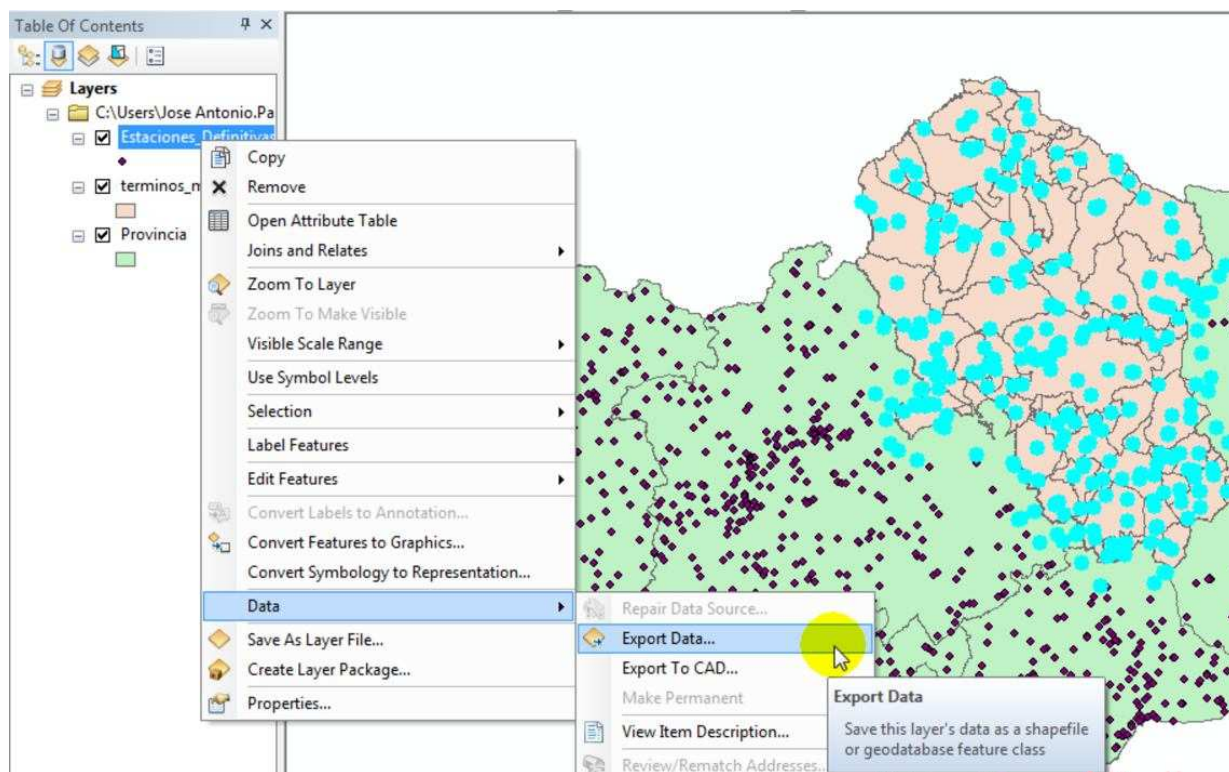 Table Of Contents
Layers
C:\Users\Jose Antonio.Pa
Estaciones_Definitivas
terminos_m
Provincia
Copy
Remove
Open Attribute Table
Joins and Relates
Zoom To Layer
Zoom To Make Visible
Visible Scale Range
Use Symbol Levels
Selection
Label Features
Edit Features
Convert Labels to Annotation...
Convert Features to Graphics...
Convert Symbology to Representation...
Data
Save As Layer File...
Create Layer Package...
Properties...
Repair Data Source...
Export Data...
Export To CAD...
Make Permanent
View Item Description...
Review/Rematch Addresses...
Export Data
Save this layer's data as a shapefile
or geodatabase feature class